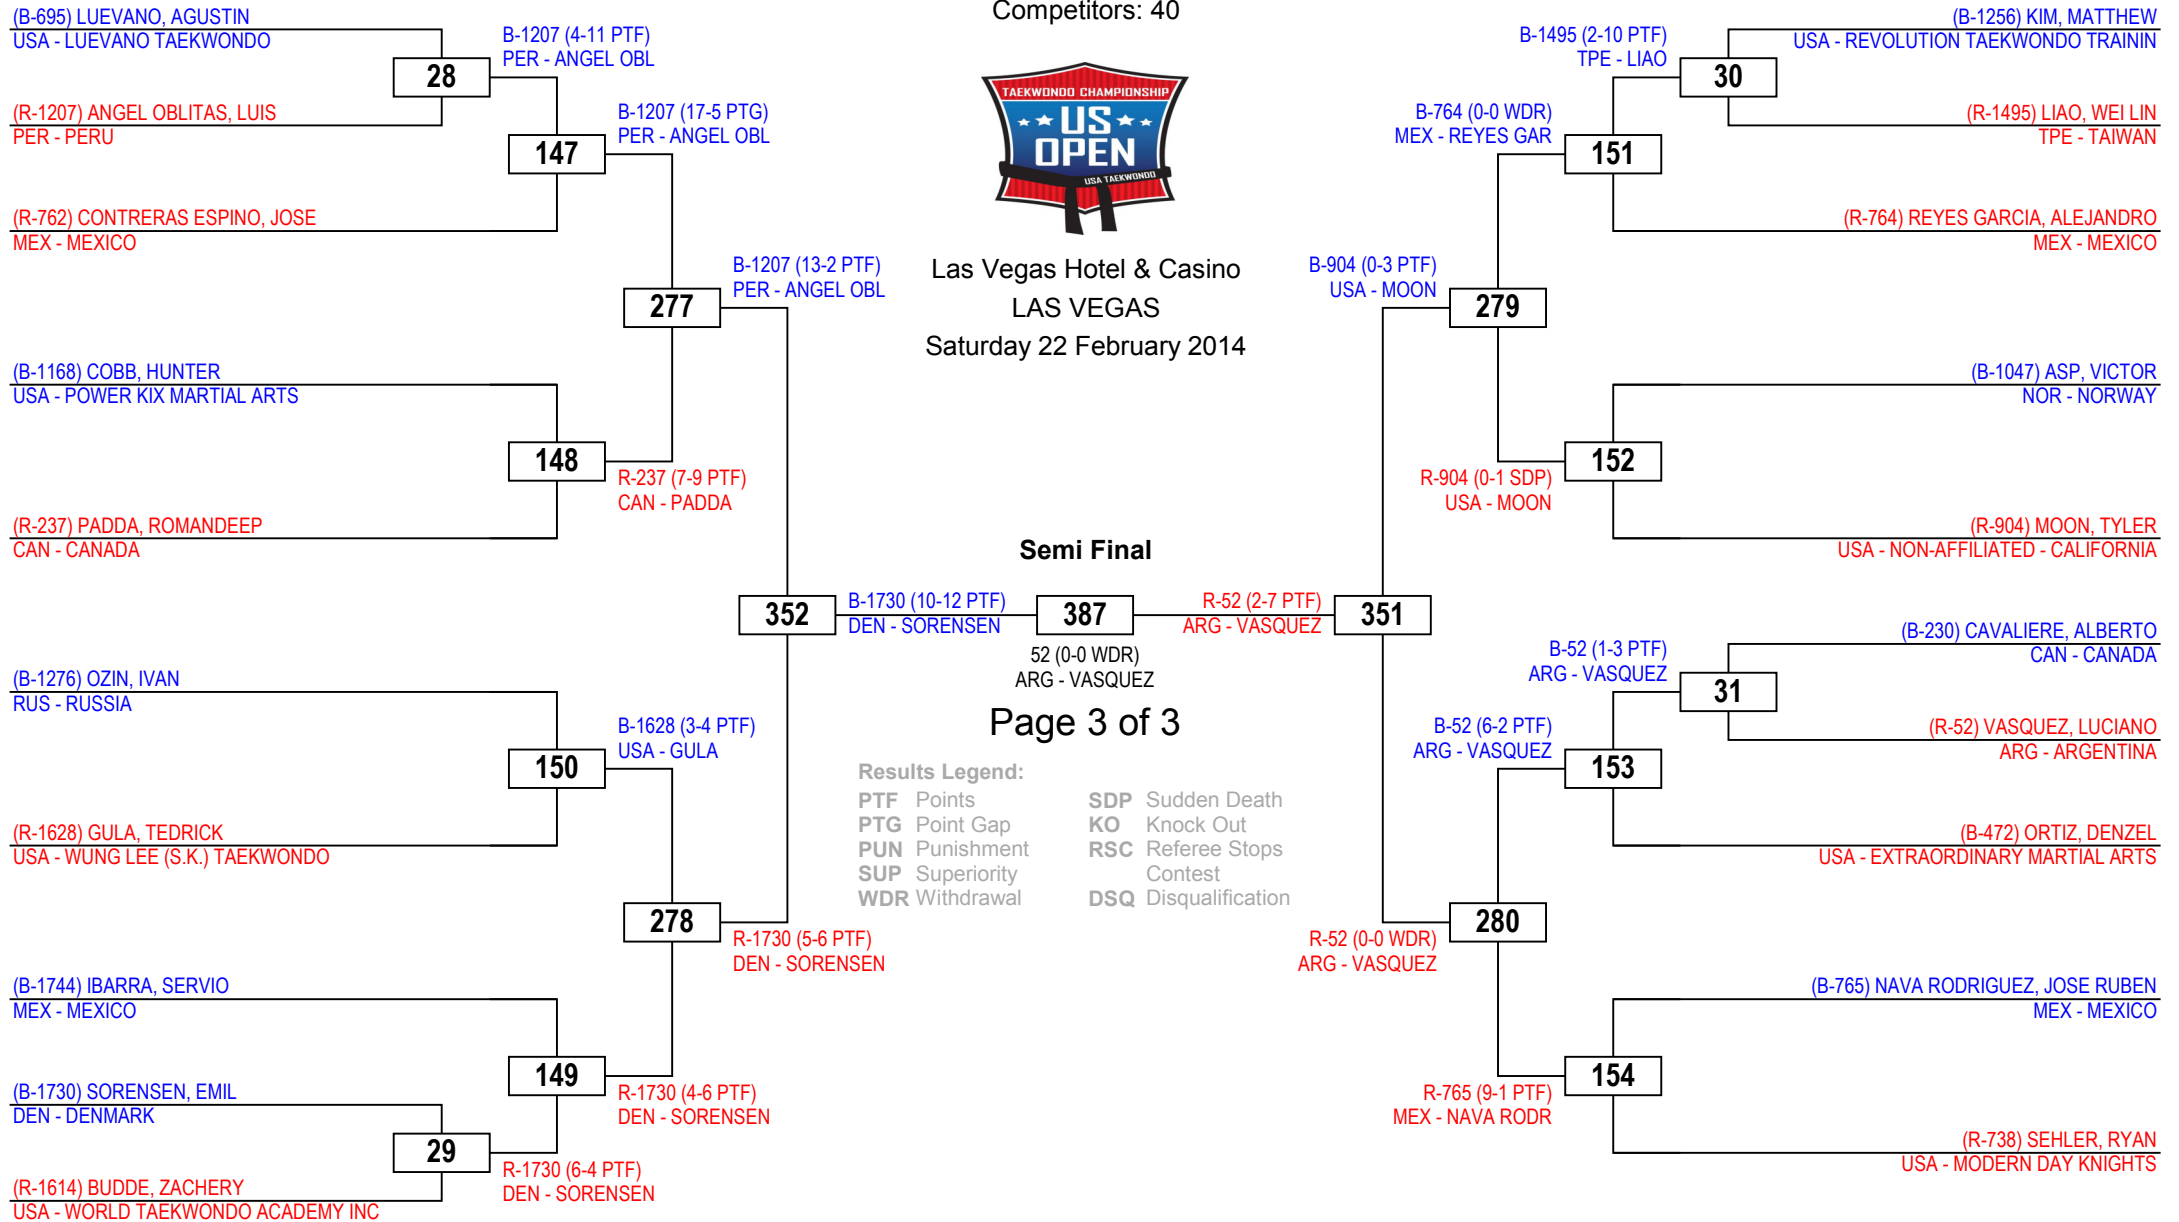 Competitors: 40
TAEKWONDO CHAMPIONSHIP
US
OPEN
USA TAEKWONDO
Las Vegas Hotel & Casino
LAS VEGAS
Saturday 22 February 2014
(B-695) LUEVANO, AGUSTIN
USA - LUEVANO TAEKWONDO
28
(R-1207) ANGEL OBLITAS, LUIS
PER - PERU
B-1207 (4-11 PTF)
PER - ANGEL OBL
147
(R-762) CONTRERAS ESPINO, JOSE
MEX - MEXICO
B-1207 (17-5 PTG)
PER - ANGEL OBL
277
B-1207 (13-2 PTF)
PER - ANGEL OBL
(B-1168) COBB, HUNTER
USA - POWER KIX MARTIAL ARTS
148
R-237 (7-9 PTF)
CAN - PADDA
(R-237) PADDA, ROMANDEEP
CAN - CANADA
352
B-1730 (10-12 PTF)
DEN - SORENSEN
(B-1276) OZIN, IVAN
RUS - RUSSIA
150
B-1628 (3-4 PTF)
USA - GULA
(R-1628) GULA, TEDRICK
USA - WUNG LEE (S.K.) TAEKWONDO
278
R-1730 (5-6 PTF)
DEN - SORENSEN
(B-1744) IBARRA, SERVIO
MEX - MEXICO
149
R-1730 (4-6 PTF)
DEN - SORENSEN
(B-1730) SORENSEN, EMIL
DEN - DENMARK
29
R-1730 (6-4 PTF)
DEN - SORENSEN
(R-1614) BUDDE, ZACHERY
USA - WORLD TAEKWONDO ACADEMY INC
Semi Final
387
52 (0-0 WDR)
ARG - VASQUEZ
Page 3 of 3
Results Legend:
PTF Points
PTG Point Gap
PUN Punishment
SUP Superiority
WDR Withdrawal
SDP Sudden Death
KO Knock Out
RSC Referee Stops
Contest
DSQ Disqualification
(B-1256) KIM, MATTHEW
USA - REVOLUTION TAEKWONDO TRAININ
B-1495 (2-10 PTF)
TPE - LIAO
30
(R-1495) LIAO, WEI LIN
TPE - TAIWAN
B-764 (0-0 WDR)
MEX - REYES GAR
151
(R-764) REYES GARCIA, ALEJANDRO
MEX - MEXICO
B-904 (0-3 PTF)
USA - MOON
279
(B-1047) ASP, VICTOR
NOR - NORWAY
152
R-904 (0-1 SDP)
USA - MOON
(R-904) MOON, TYLER
USA - NON-AFFILIATED - CALIFORNIA
R-52 (2-7 PTF)
ARG - VASQUEZ
351
(B-230) CAVALIERE, ALBERTO
CAN - CANADA
B-52 (1-3 PTF)
ARG - VASQUEZ
31
(R-52) VASQUEZ, LUCIANO
ARG - ARGENTINA
B-52 (6-2 PTF)
ARG - VASQUEZ
153
(B-472) ORTIZ, DENZEL
USA - EXTRAORDINARY MARTIAL ARTS
280
R-52 (0-0 WDR)
ARG - VASQUEZ
(B-765) NAVA RODRIGUEZ, JOSE RUBEN
MEX - MEXICO
154
R-765 (9-1 PTF)
MEX - NAVA RODR
(R-738) SEHLER, RYAN
USA - MODERN DAY KNIGHTS